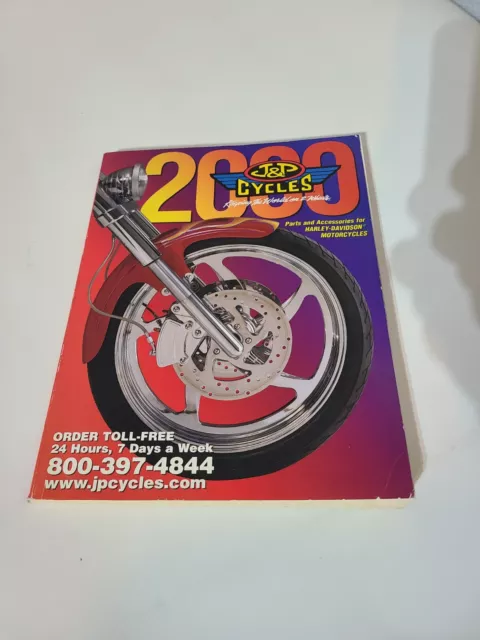 2000
J&P
CYCLES
Keeping the World on 2 Wheels
Parts and Accessories for
HARLEY-DAVIDSON
MOTORCYCLES
ORDER TOLL-FREE
24 Hours, 7 Days a Week
800-397-4844
www.jpcycles.com